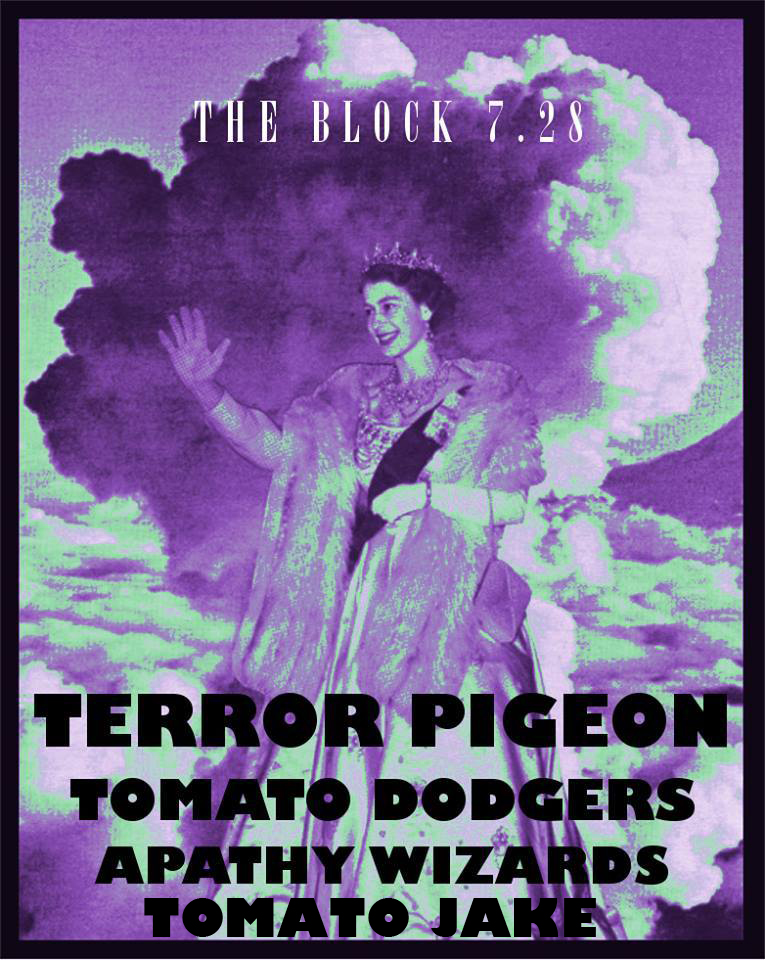 THE BLOCK 7.28
TERROR PIGEON
TOMATO DODGERS
APATHY WIZARDS
TOMATO JAKE